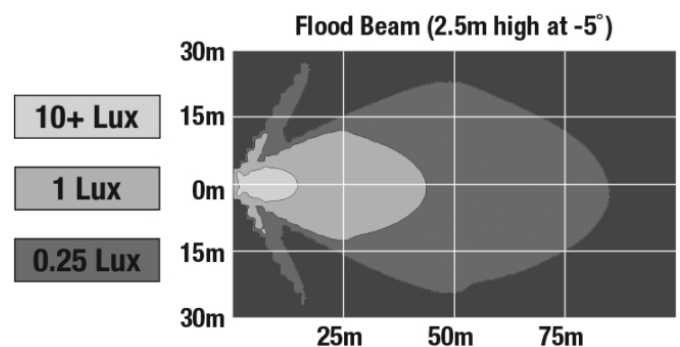 Flood Beam (2.5m high at -5°)
30m
15m
0m
15m
30m
25m
50m
75m
10+ Lux
1 Lux
0.25 Lux